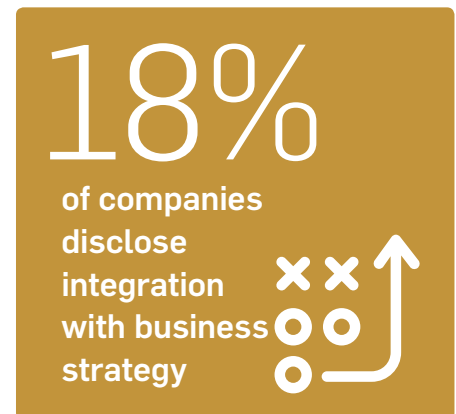 18%
of companies
disclose
integration
with business
strategy